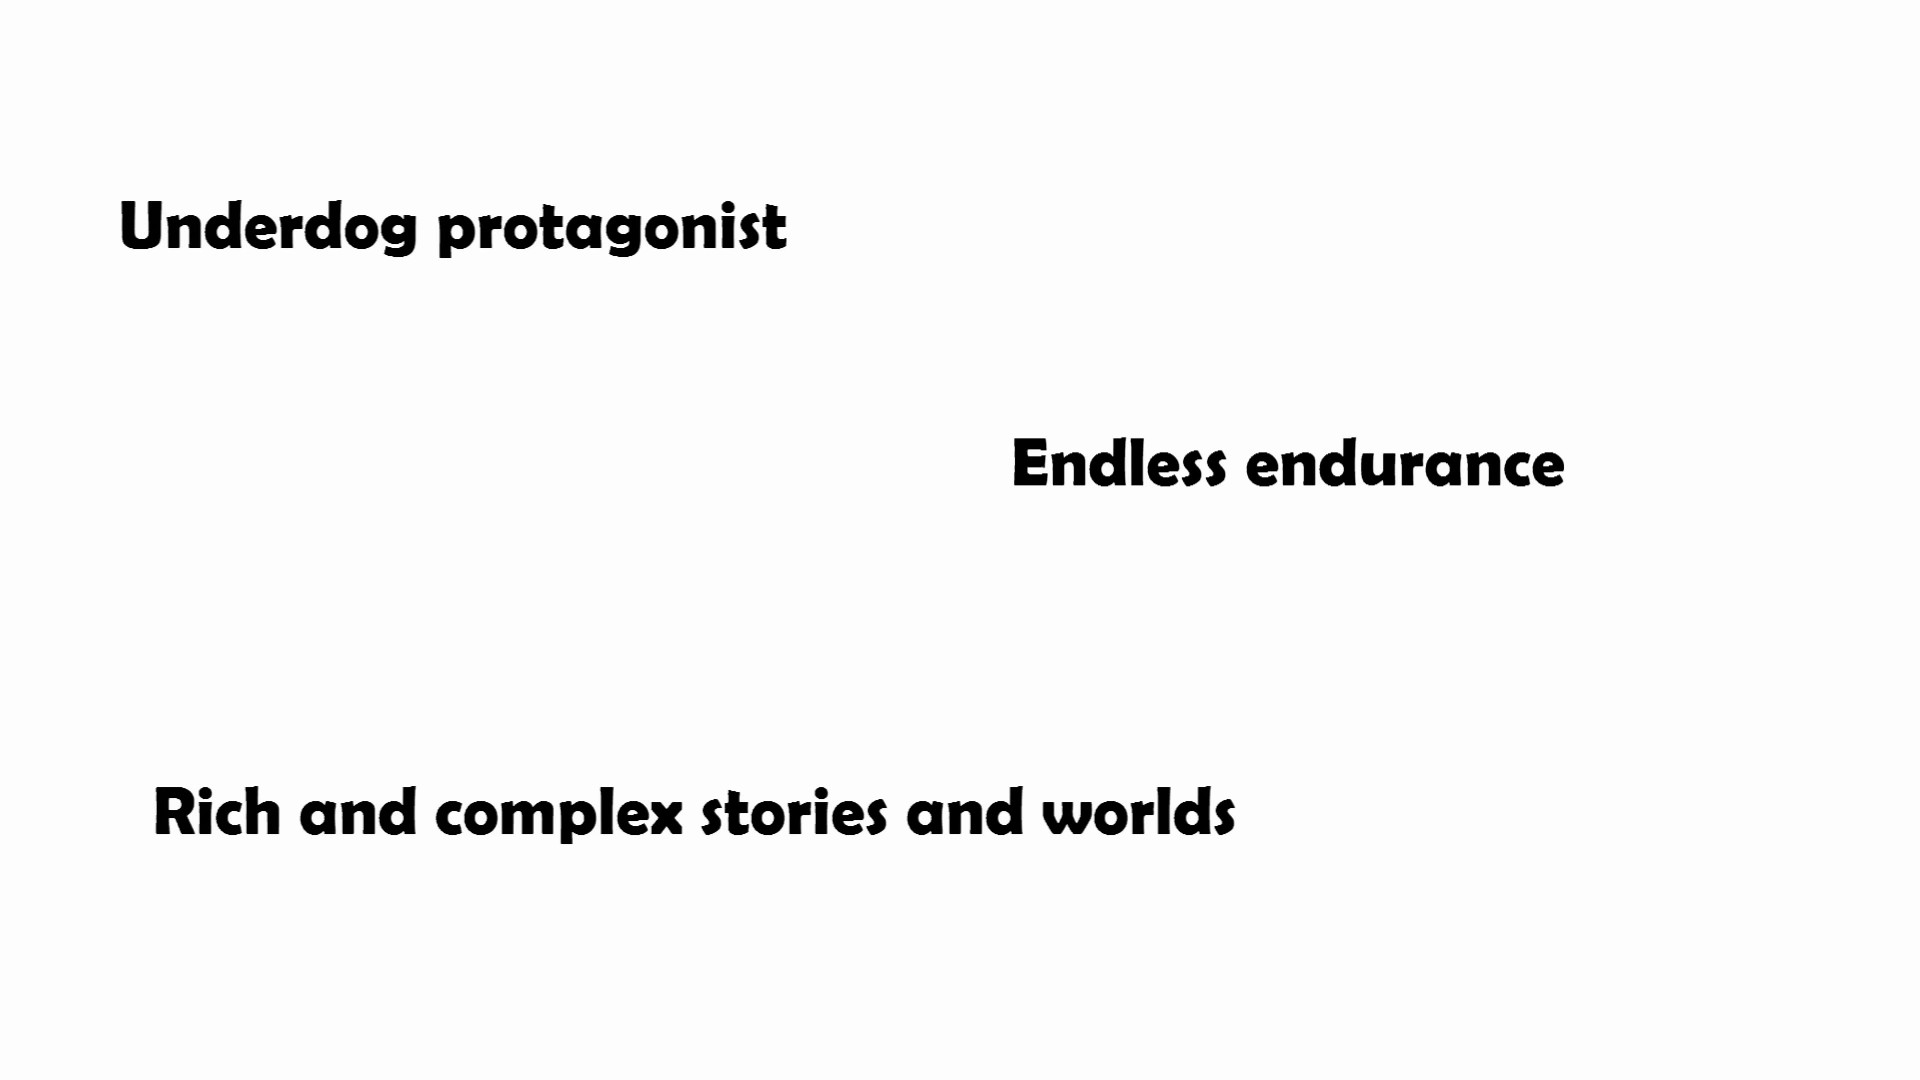 Underdog protagonist
Endless endurance
Rich and complex stories and worlds